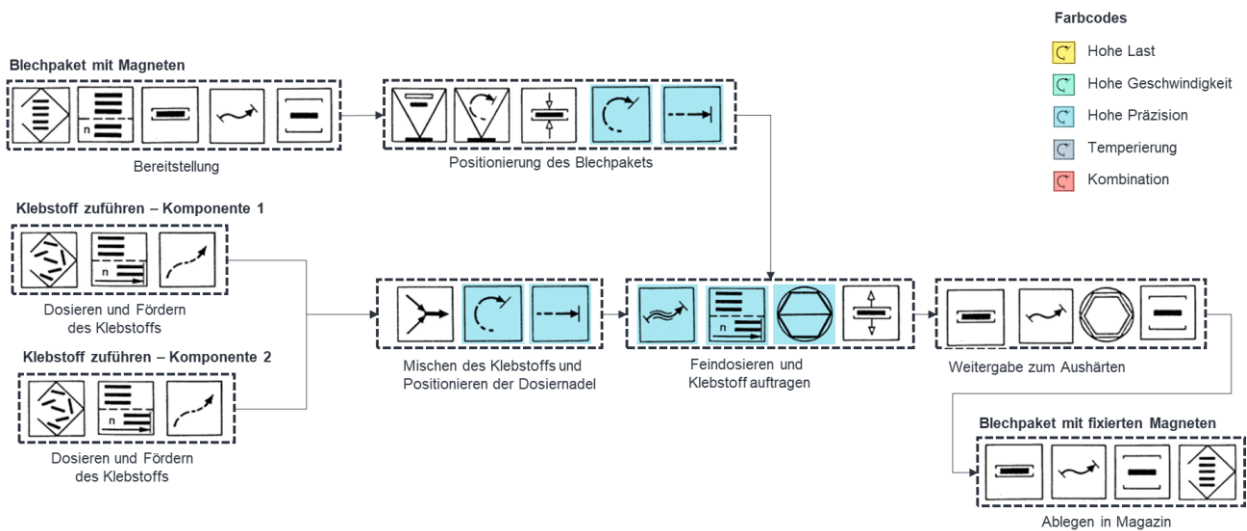 Farbcodes
Hohe Last
Hohe Geschwindigkeit
Hohe Präzision
Temperierung
Kombination
Blechpaket mit Magneten
n
Bereitstellung
Positionierung des Blechpakets
Klebstoff zuführen – Komponente 1
n
Dosieren und Fördern
des Klebstoffs
Klebstoff zuführen – Komponente 2
n
Dosieren und Fördern
des Klebstoffs
Mischen des Klebstoffs und
Positionieren der Dosiernadel
n
Feindosieren und
Klebstoff auftragen
Weitergabe zum Aushärten
Blechpaket mit fixierten Magneten
Ablegen in Magazin